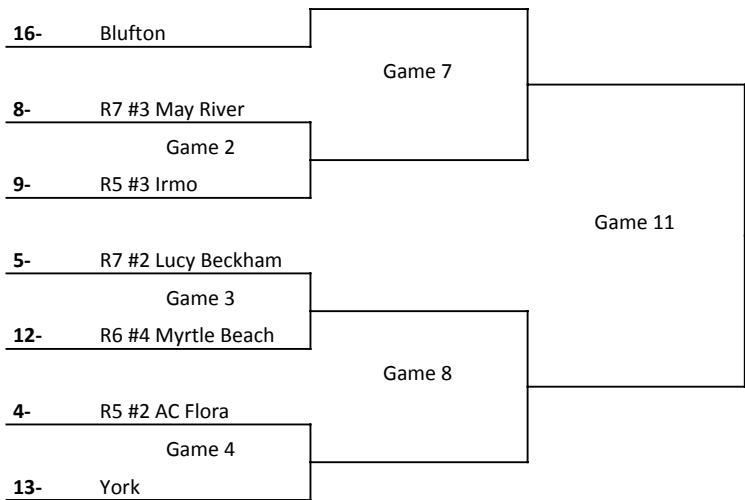 16- Blufton
Game 7
8- R7 #3 May River
Game 2
9- R5 #3 Irmo
Game 11
5- R7 #2 Lucy Beckham
Game 3
12- R6 #4 Myrtle Beach
Game 8
4- R5 #2 AC Flora
Game 4
13- York